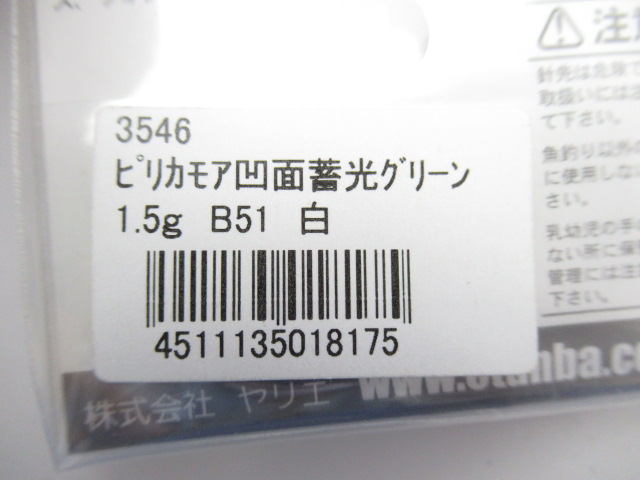 3546
ﾋﾟﾘｶﾓｱ凹面蓄光ｸﾞﾘｰﾝ
1.5g B51 白
4511135018175
注意
針先は危険で
取扱いには注
て下さい。
魚釣り以外の
に使用しない
乳幼児の手の
ない所に保
管理には注
下さい。
株式会社 ヤリエ